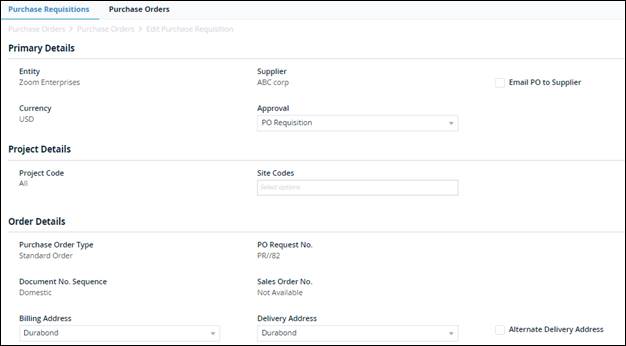 Purchase Requisitions Purchase Orders
Purchase Orders > Purchase Orders > Edit Purchase Requisition
Primary Details
Entity Supplier
Zoom Enterprises ABC corp Email PO to Supplier
Currency Approval
USD PO Requisition
Project Details
Project Code Site Codes
All Select options
Order Details
Purchase Order Type PO Request No.
Standard Order PR//82
Document No. Sequence Sales Order No.
Domestic Not Available
Billing Address Delivery Address
Durabond Durabond Alternate Delivery Address